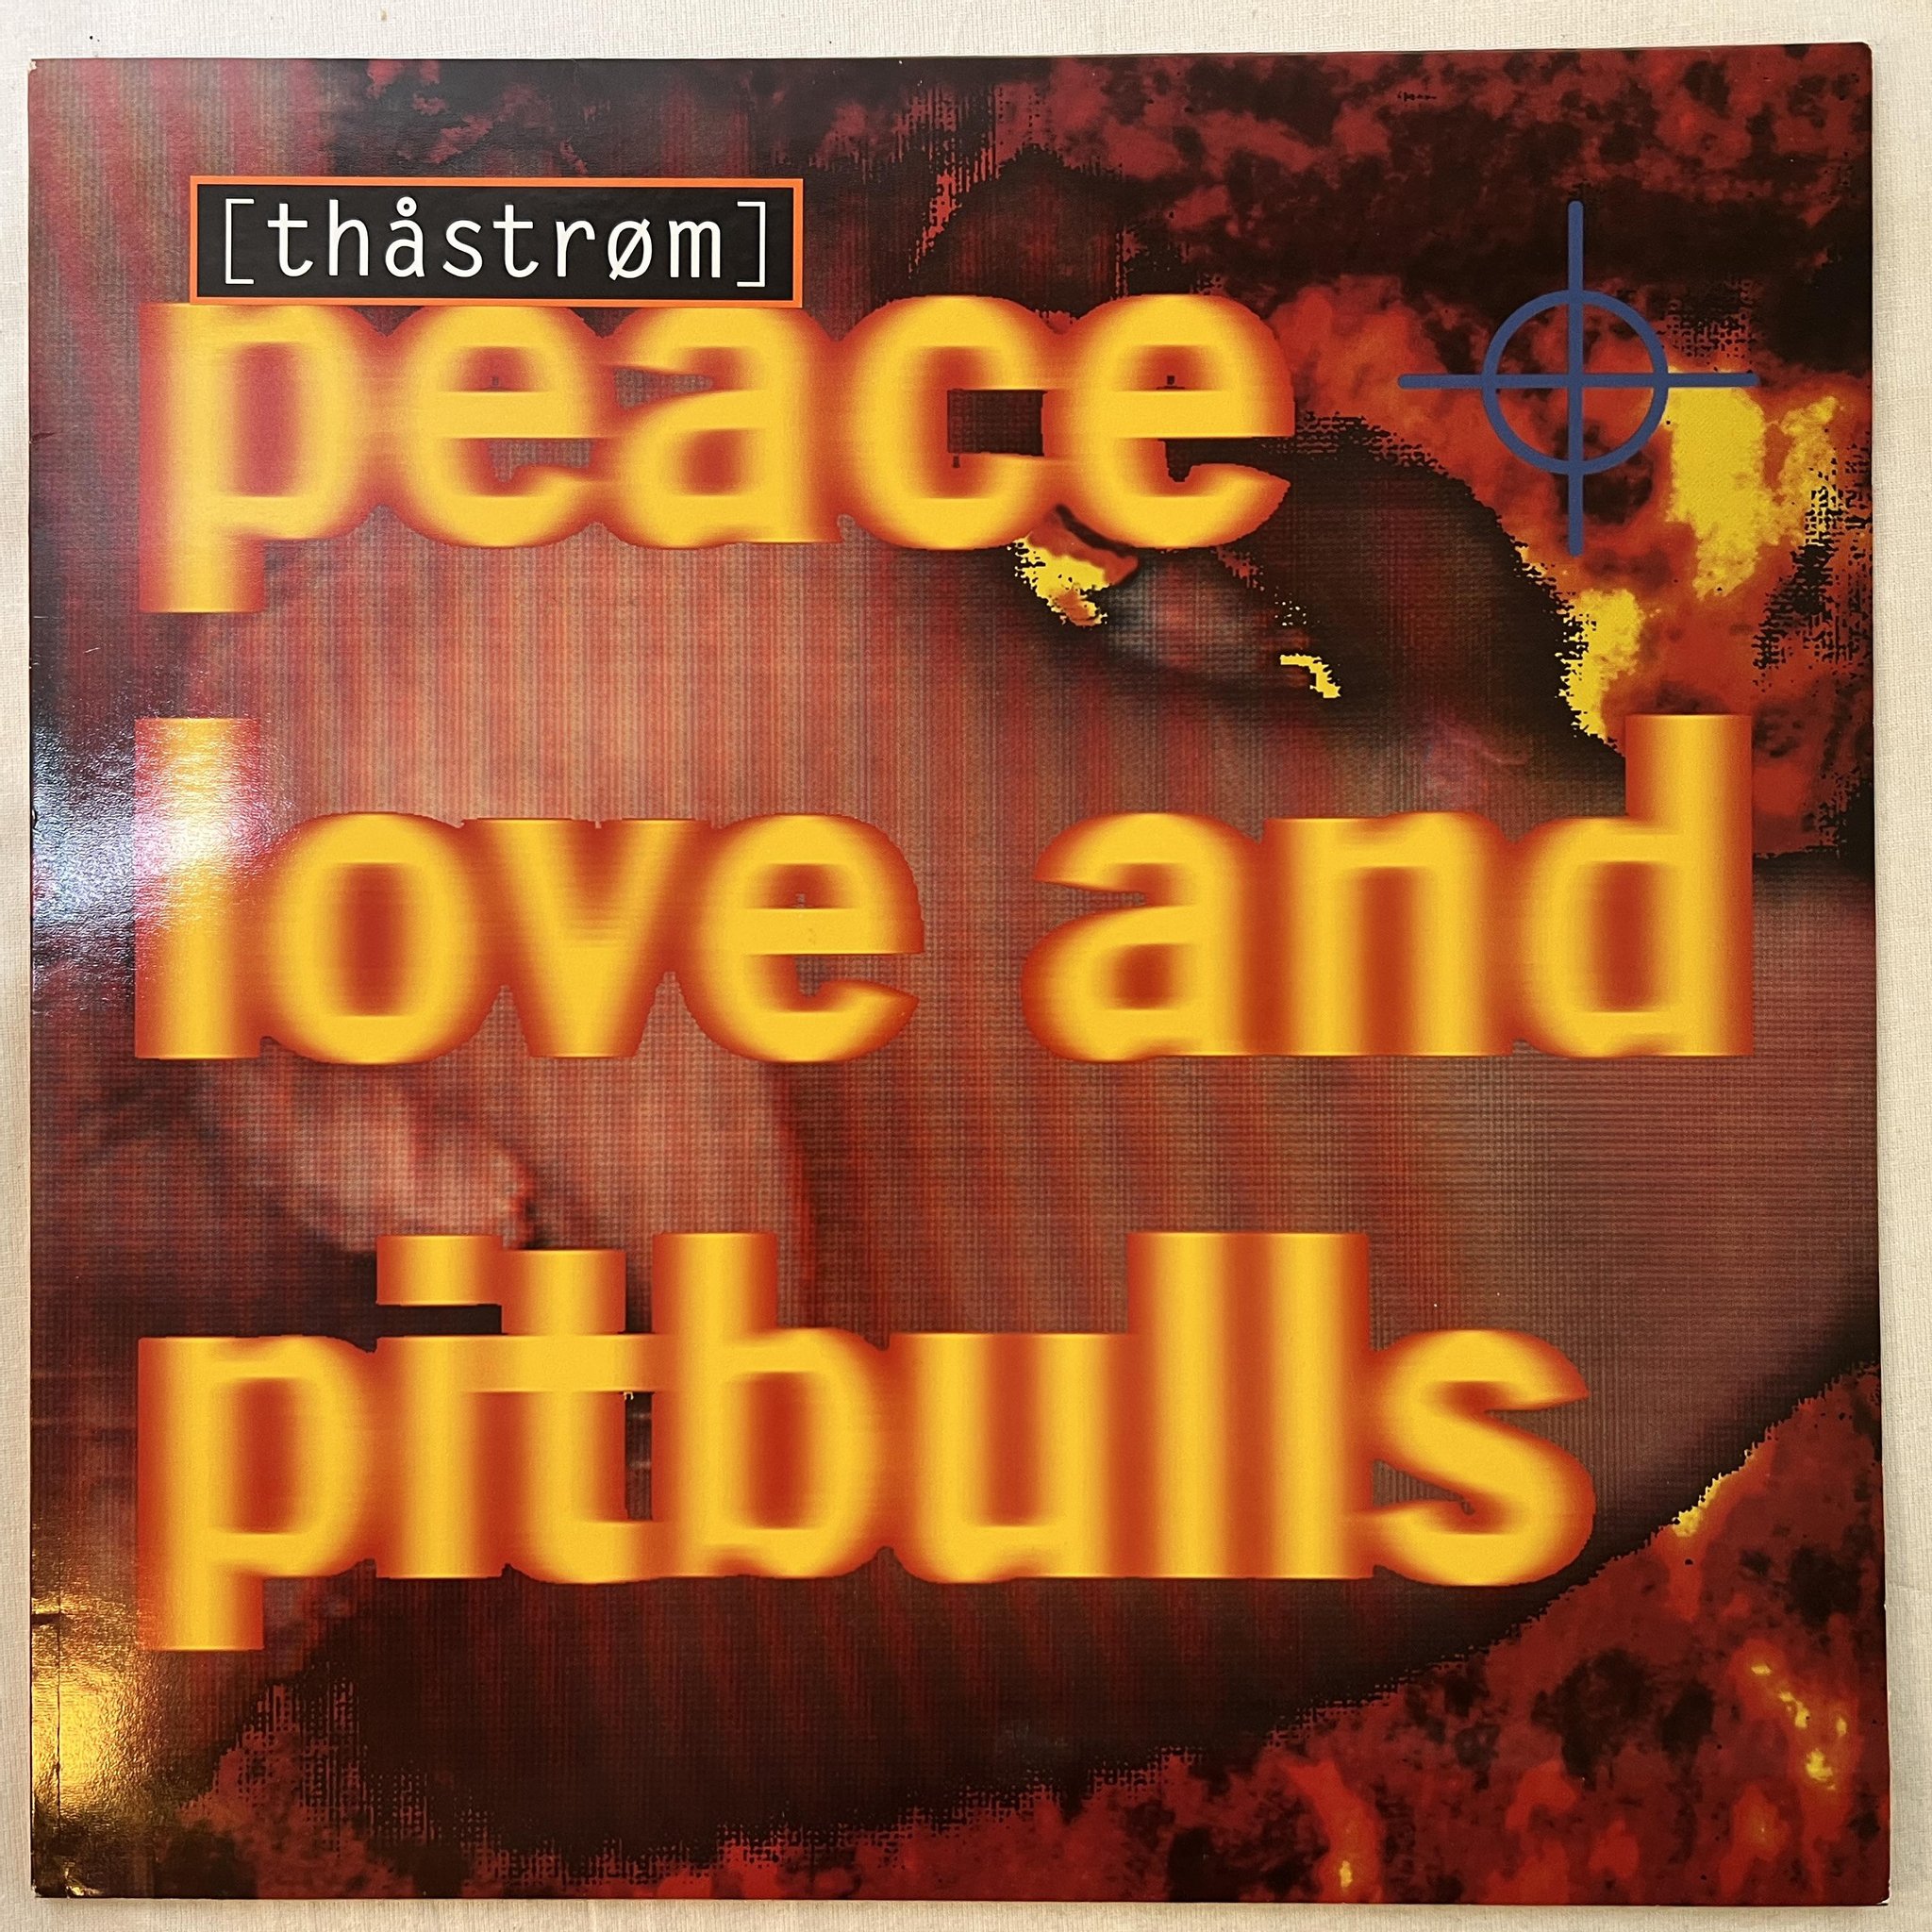 [thåstrøm]
peace
love and
pitbulls